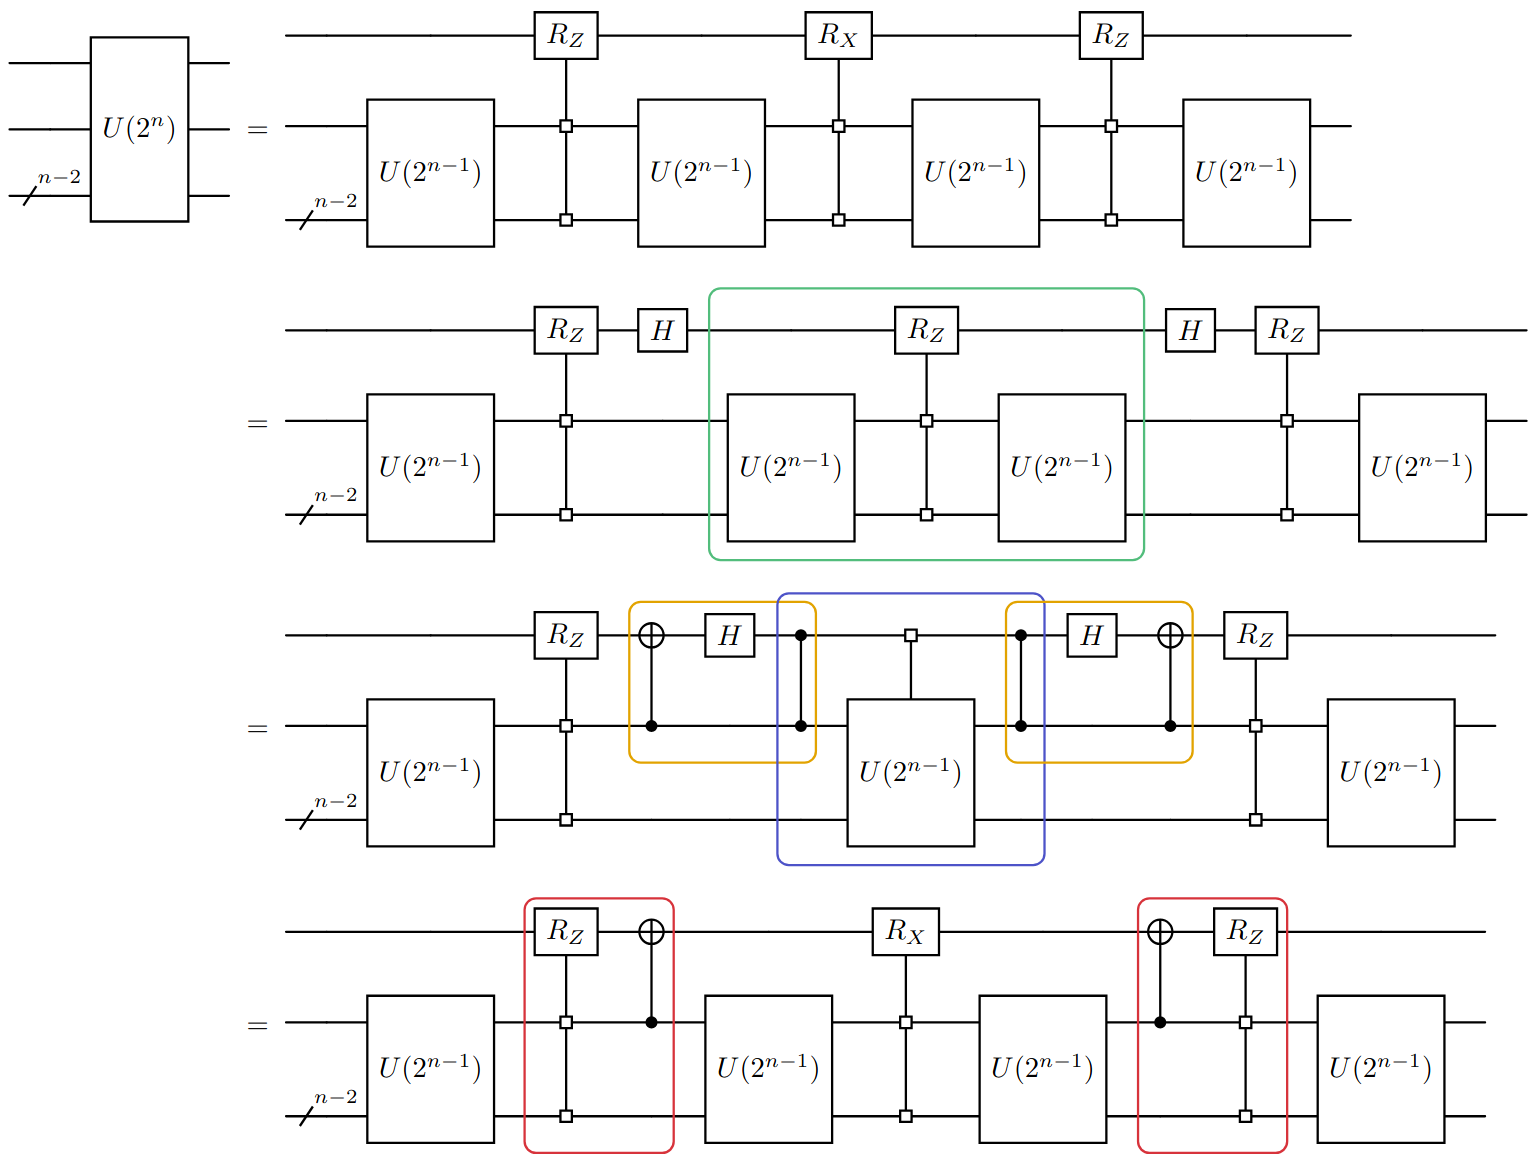 R_Z R_X R_Z
U(2^n) = U(2^{n−1}) U(2^{n−1}) U(2^{n−1}) U(2^{n−1})
n−2 n−2
R_Z H R_Z H R_Z
= U(2^{n−1}) U(2^{n−1}) U(2^{n−1}) U(2^{n−1})
n−2
R_Z H H R_Z
= U(2^{n−1}) U(2^{n−1}) U(2^{n−1})
n−2
R_Z R_X R_Z
= U(2^{n−1}) U(2^{n−1}) U(2^{n−1}) U(2^{n−1})
n−2